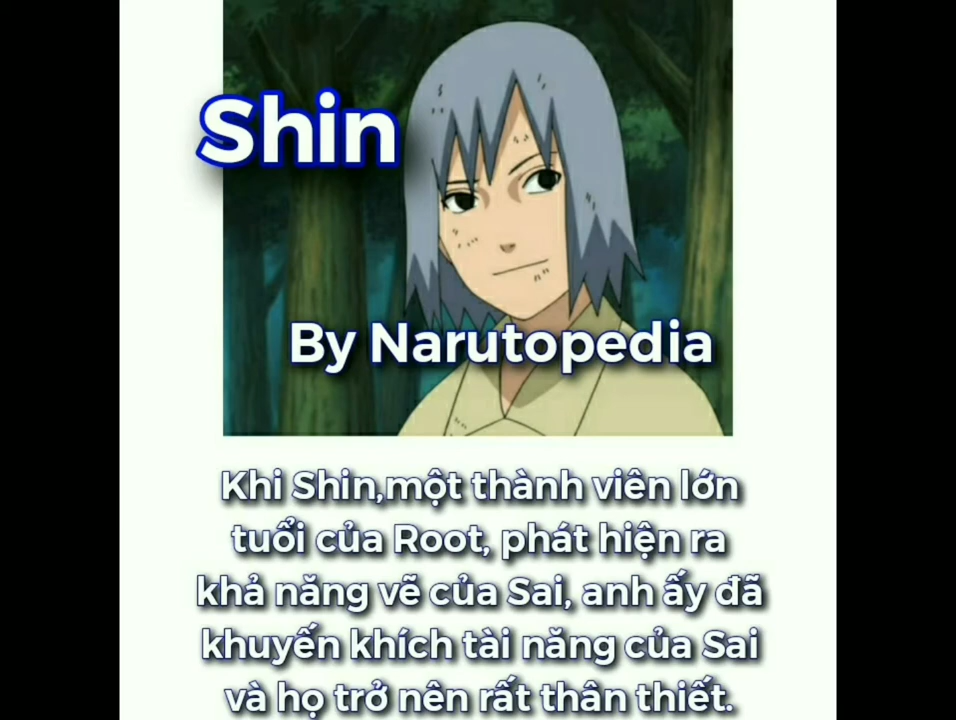 Shin
By Narutopedia
Khi Shin,một thành viên lớn
tuổi của Root, phát hiện ra
khả năng vẽ của Sai, anh ấy đã
khuyến khích tài năng của Sai
và họ trở nên rất thân thiết.